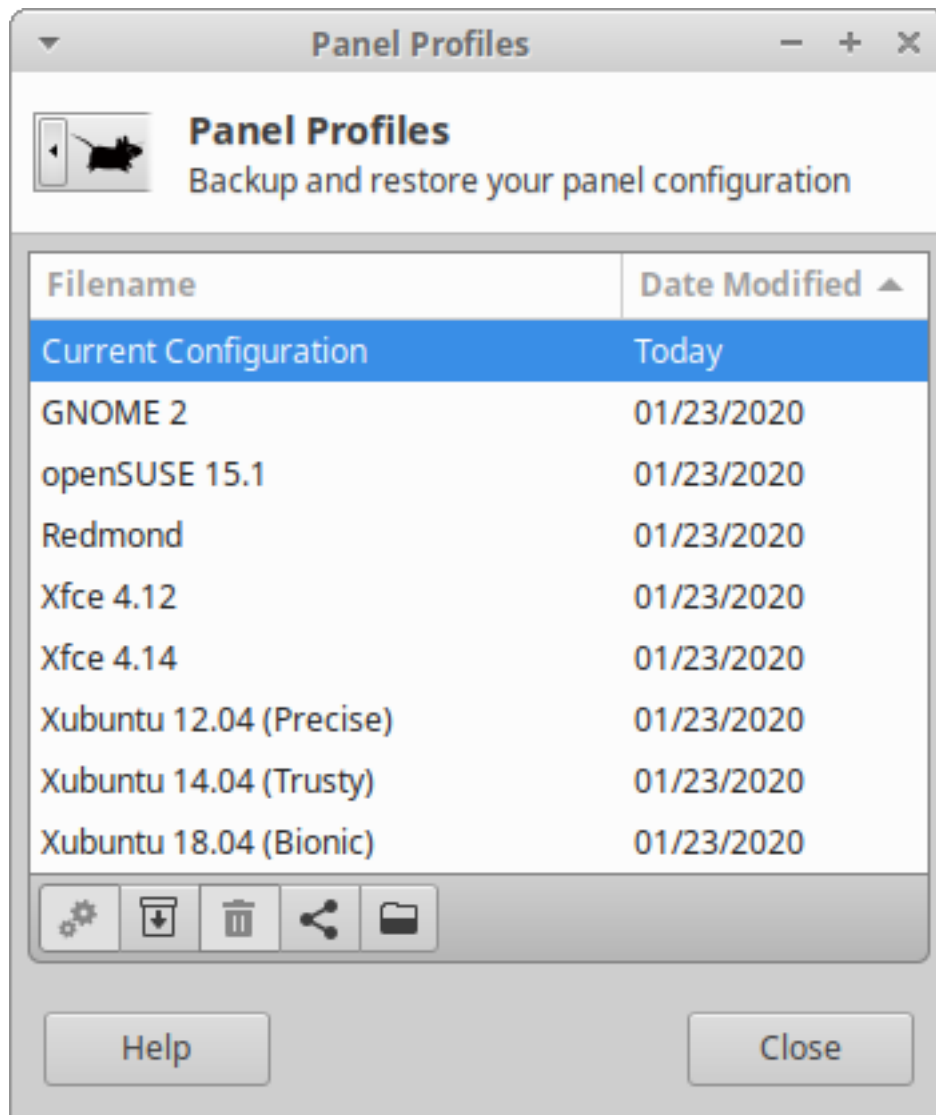 Panel Profiles
Panel Profiles
Backup and restore your panel configuration
Filename Date Modified
Current Configuration Today
GNOME 2 01/23/2020
openSUSE 15.1 01/23/2020
Redmond 01/23/2020
Xfce 4.12 01/23/2020
Xfce 4.14 01/23/2020
Xubuntu 12.04 (Precise) 01/23/2020
Xubuntu 14.04 (Trusty) 01/23/2020
Xubuntu 18.04 (Bionic) 01/23/2020
Help Close